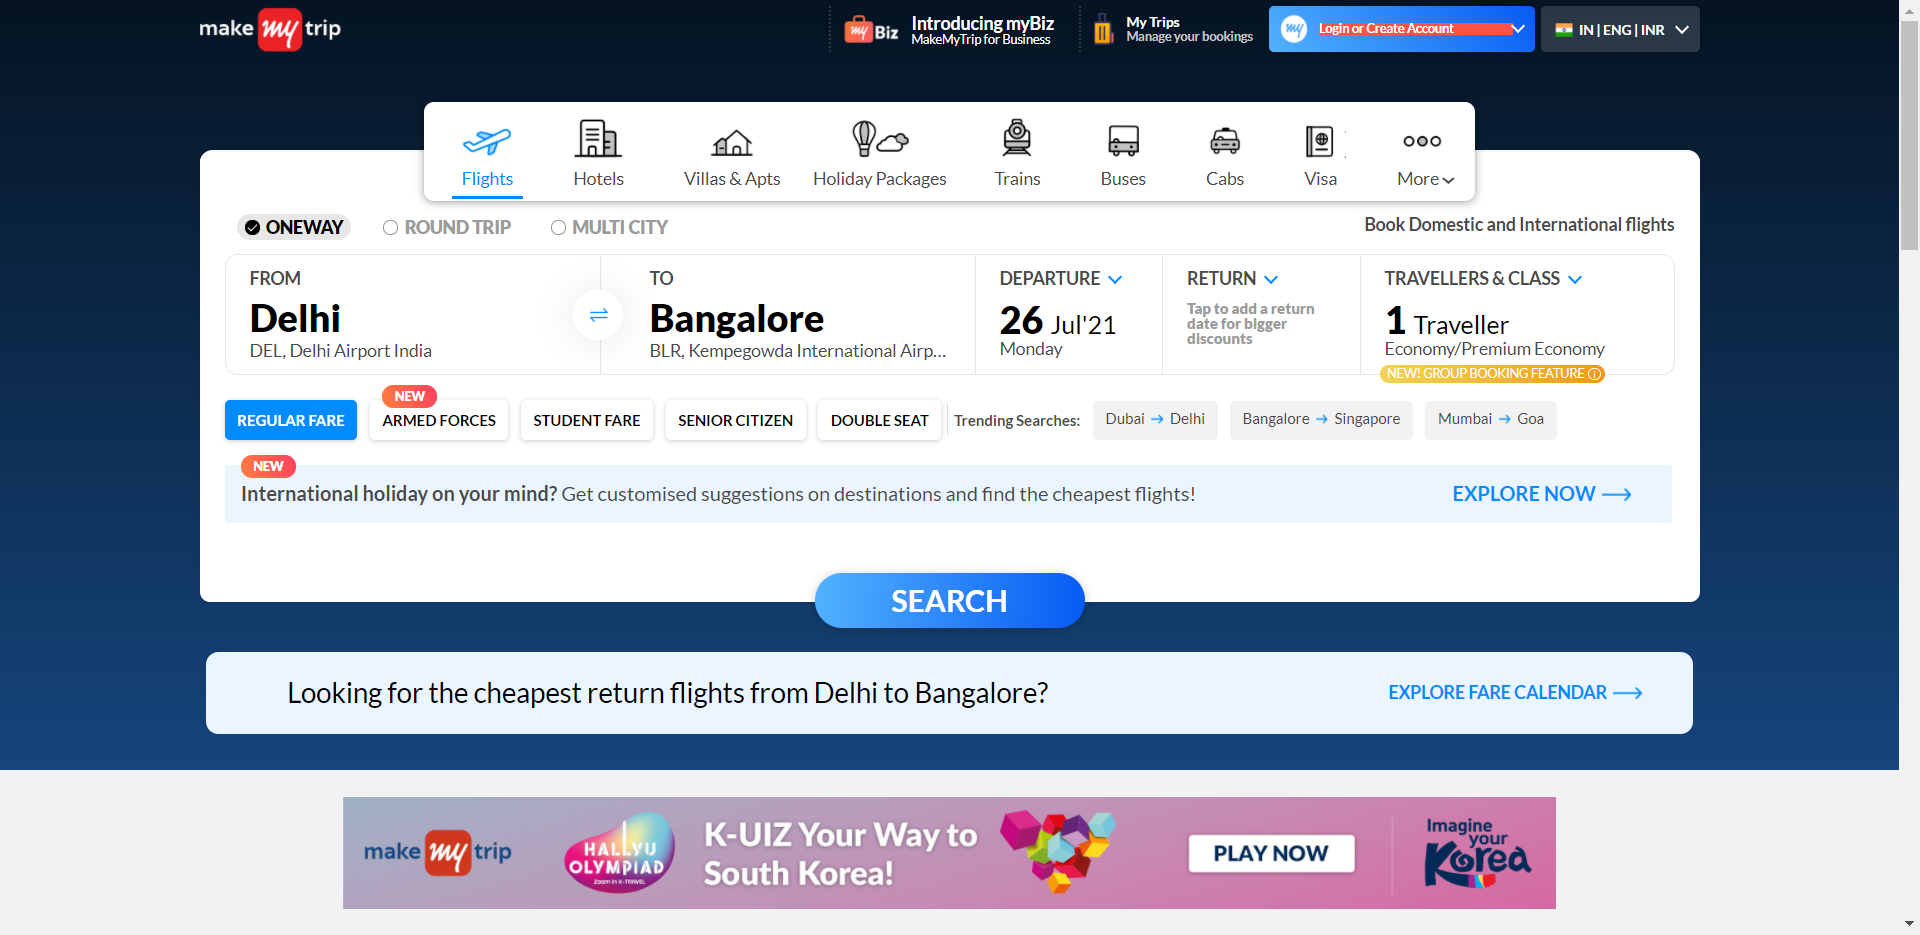 make my trip
my Biz
Introducing myBiz
MakeMyTrip for Business
My Trips
Manage your bookings
my
Login or Create Account
IN | ENG | INR
Flights
Hotels
Villas & Apts
Holiday Packages
Trains
Buses
Cabs
Visa
More
ONEWAY
ROUND TRIP
MULTI CITY
Book Domestic and International flights
FROM
Delhi
DEL, Delhi Airport India
TO
Bangalore
BLR, Kempegowda International Airp...
DEPARTURE
26 Jul'21
Monday
RETURN
Tap to add a return
date for bigger
discounts
TRAVELLERS & CLASS
1 Traveller
Economy/Premium Economy
NEW! GROUP BOOKING FEATURE
REGULAR FARE
NEW
ARMED FORCES
STUDENT FARE
SENIOR CITIZEN
DOUBLE SEAT
Trending Searches:
Dubai → Delhi
Bangalore → Singapore
Mumbai → Goa
NEW
International holiday on your mind? Get customised suggestions on destinations and find the cheapest flights!
EXPLORE NOW
SEARCH
Looking for the cheapest return flights from Delhi to Bangalore?
EXPLORE FARE CALENDAR
make my trip
HALLYU
OLYMPIAD
Zoom in K-TRAVEL
K-UIZ Your Way to
South Korea!
PLAY NOW
Imagine
your
Korea